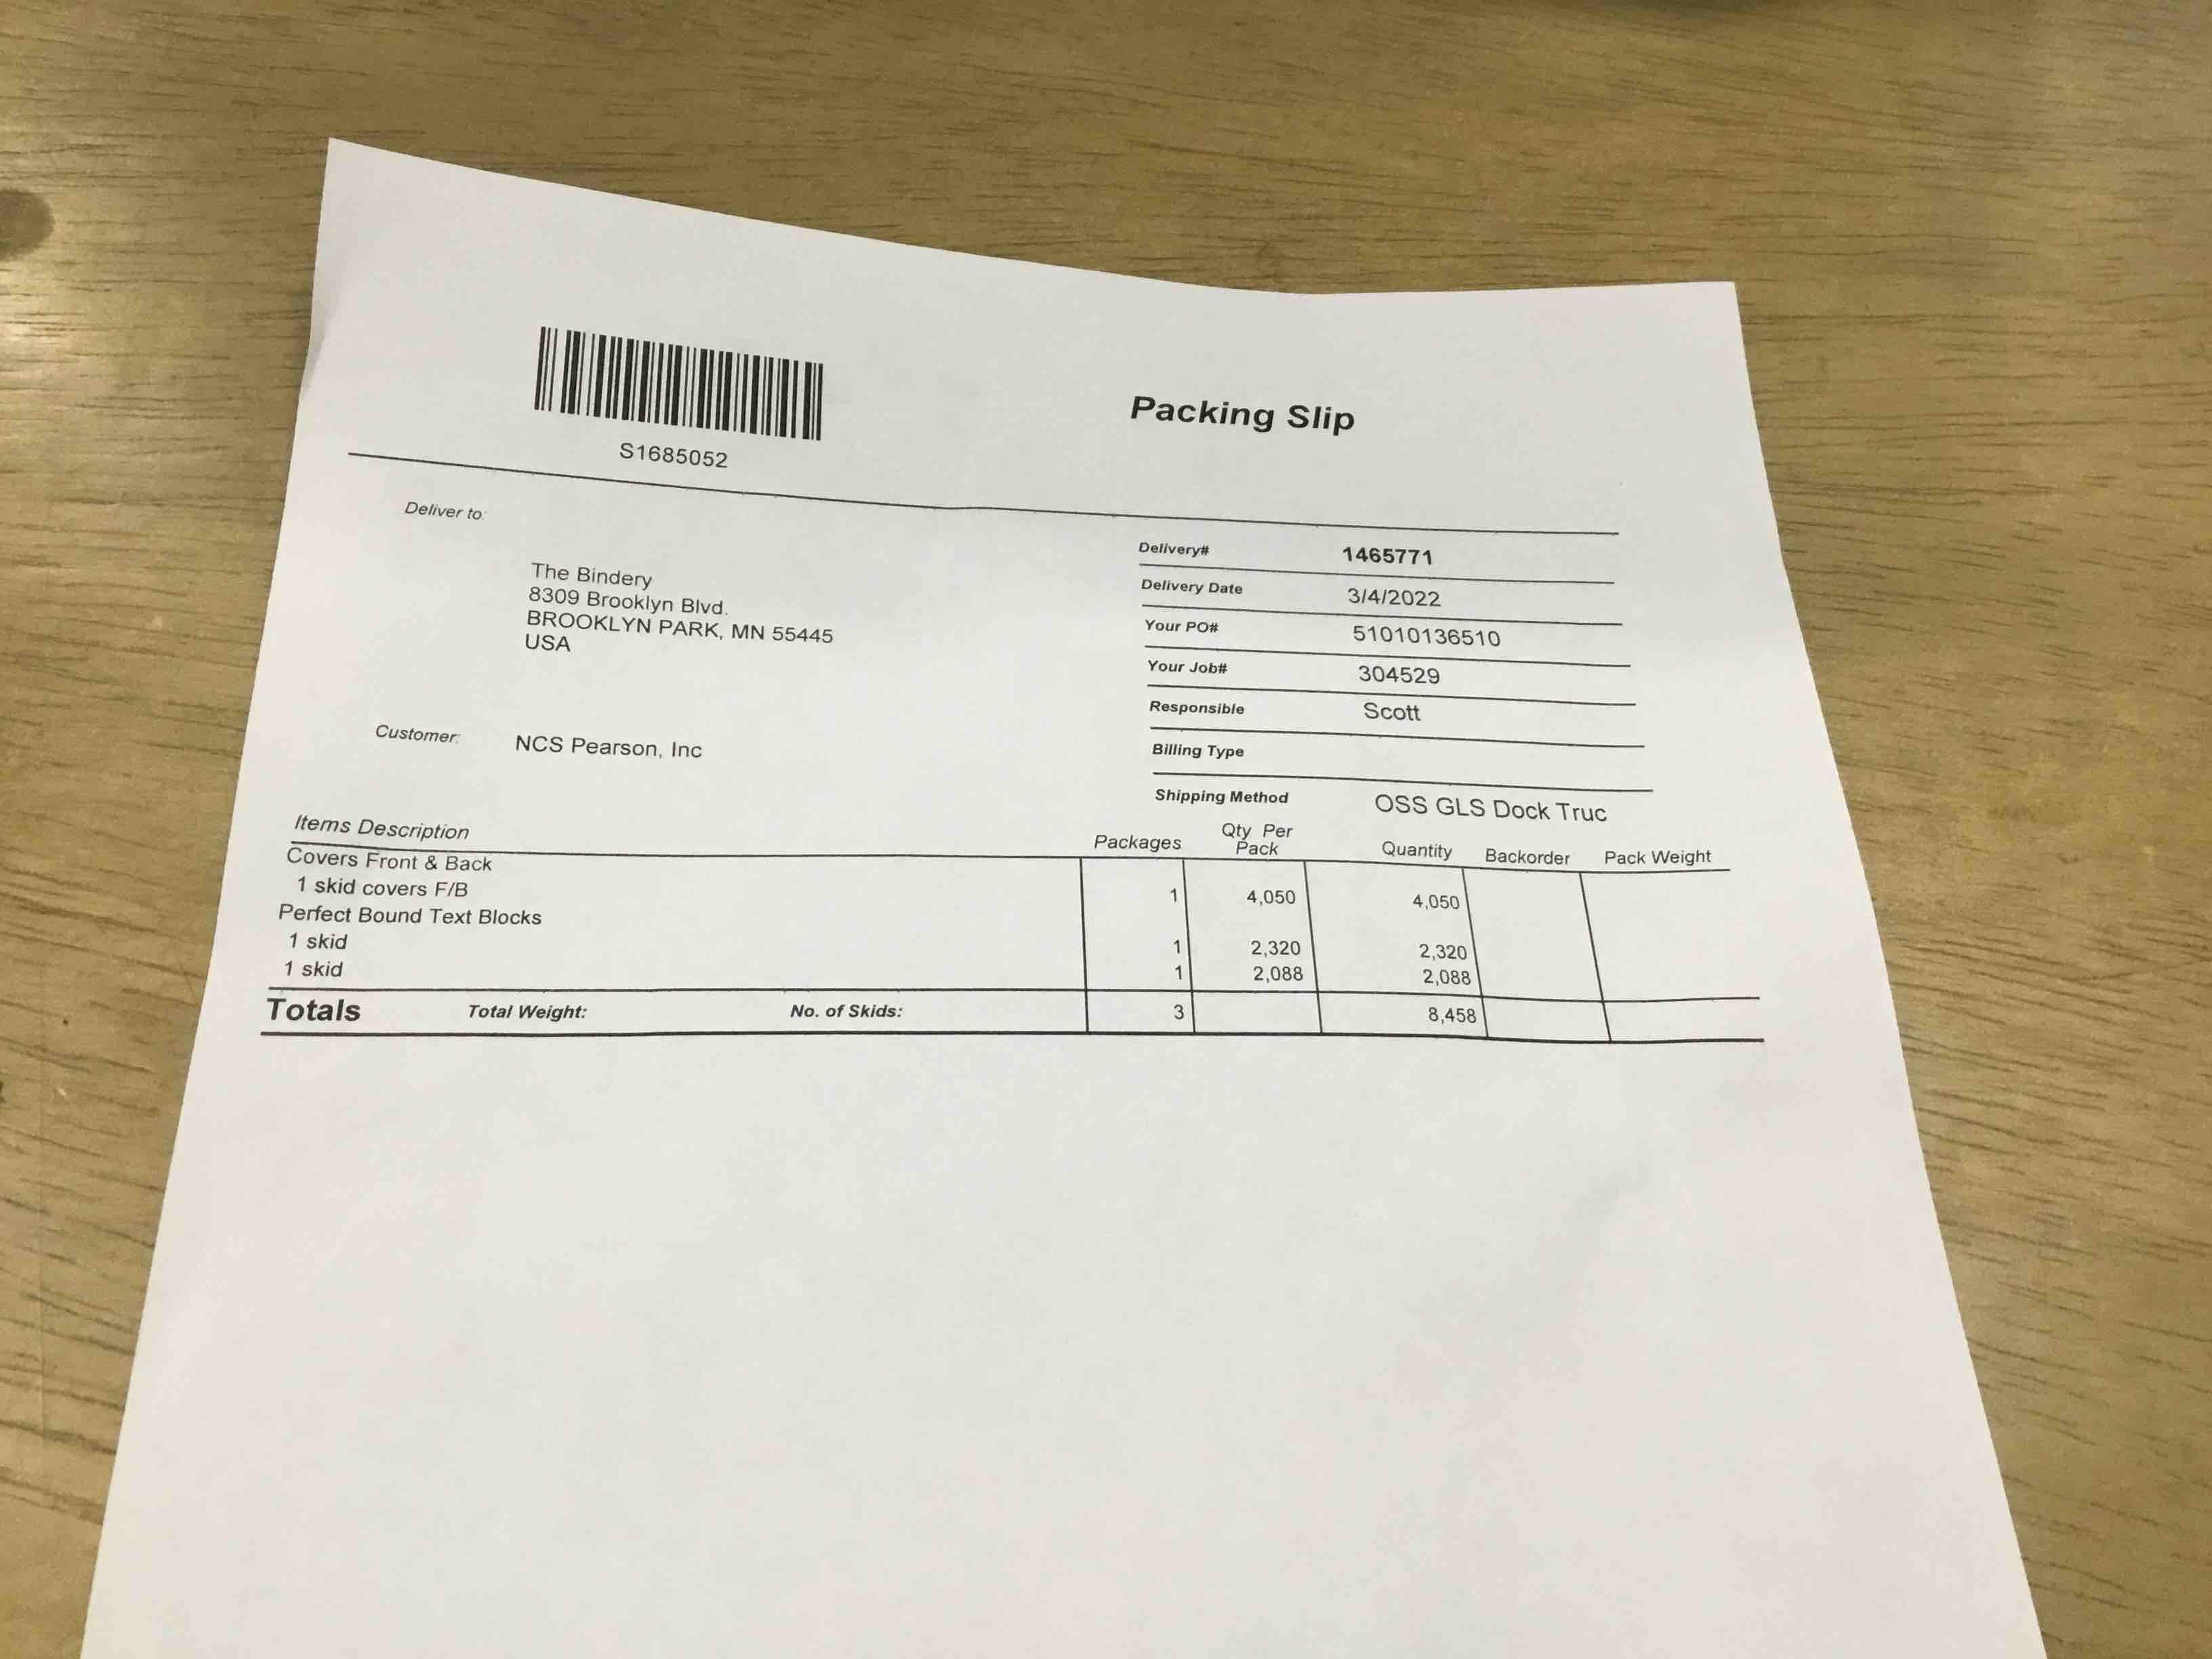 Packing Slip
S1685052
Deliver to:
The Bindery
8309 Brooklyn Blvd.
BROOKLYN PARK, MN 55445
USA
Customer: NCS Pearson, Inc
Delivery# 1465771
Delivery Date 3/4/2022
Your PO# 51010136510
Your Job# 304529
Responsible Scott
Billing Type
Shipping Method OSS GLS Dock Truc
Items Description Packages Qty Per Pack Quantity Backorder Pack Weight
Covers Front & Back
1 skid covers F/B 1 4,050 4,050
Perfect Bound Text Blocks
1 skid 1 2,320 2,320
1 skid 1 2,088 2,088
Totals Total Weight: No. of Skids: 3 8,458